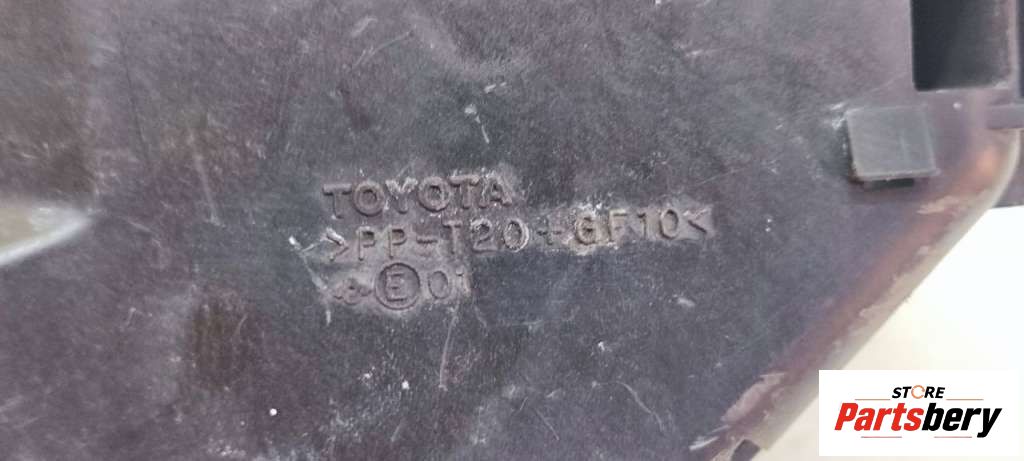 TOYOTA
>PP-T20+GF10<
E 01
STORE
Partsbery